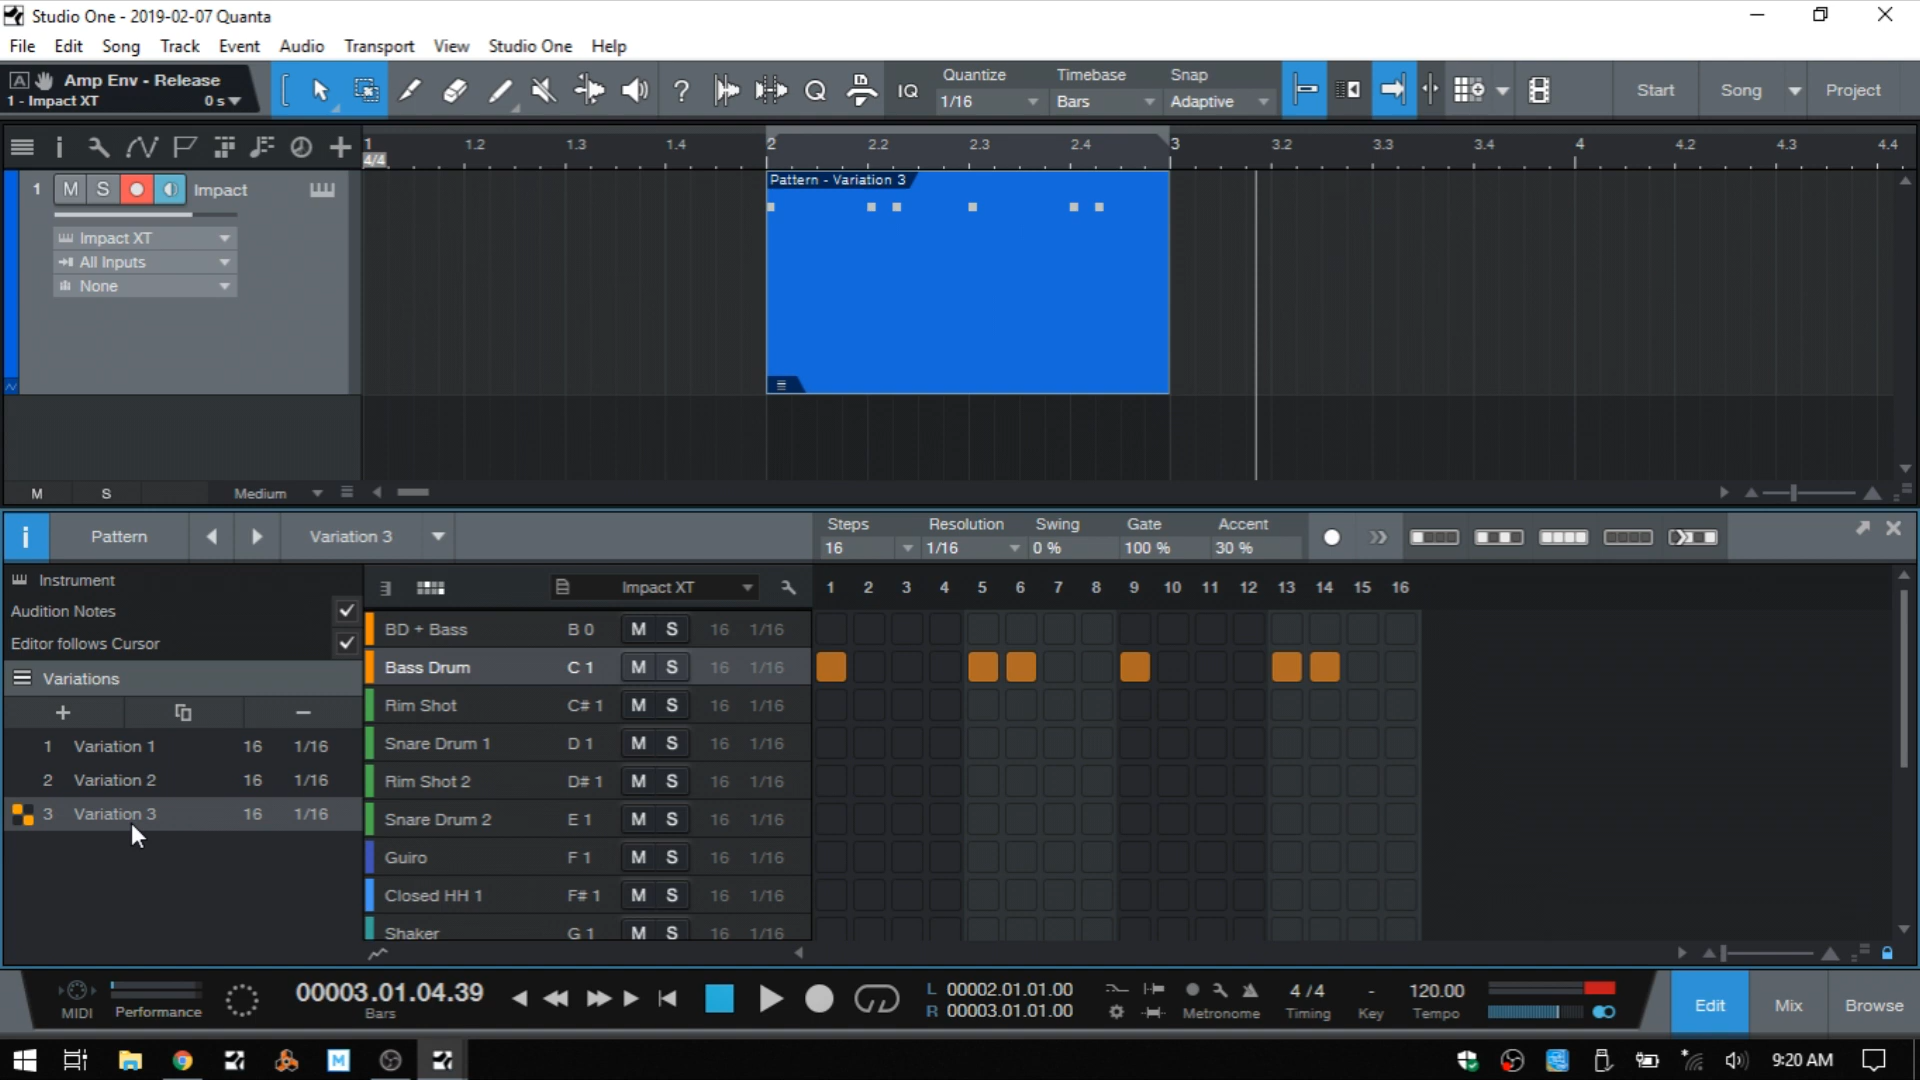 Studio One - 2019-02-07 Quanta
File Edit Song Track Event Audio Transport View Studio One Help
A Amp Env - Release
1 - Impact XT 0 s
? Q IQ
Quantize Timebase Snap
1/16 Bars Adaptive
Start Song Project
1 1.2 1.3 1.4 2 2.2 2.3 2.4 3 3.2 3.3 3.4 4 4.2 4.3 4.4
4/4
1 M S Impact
Impact XT
All Inputs
None
Pattern - Variation 3
M S Medium
i Pattern Variation 3
Steps Resolution Swing Gate Accent
16 1/16 0 % 100 % 30 %
Instrument
Audition Notes
Editor follows Cursor
Variations
+ −
1 Variation 1 16 1/16
2 Variation 2 16 1/16
3 Variation 3 16 1/16
Impact XT
1 2 3 4 5 6 7 8 9 10 11 12 13 14 15 16
BD + Bass B 0 M S 16 1/16
Bass Drum C 1 M S 16 1/16
Rim Shot C# 1 M S 16 1/16
Snare Drum 1 D 1 M S 16 1/16
Rim Shot 2 D# 1 M S 16 1/16
Snare Drum 2 E 1 M S 16 1/16
Guiro F 1 M S 16 1/16
Closed HH 1 F# 1 M S 16 1/16
Shaker G 1 M S 16 1/16
MIDI Performance
00003.01.04.39
Bars
L 00002.01.01.00
R 00003.01.01.00
Metronome
4 / 4
Timing
-
Key
120.00
Tempo
Edit Mix Browse
M
9:20 AM